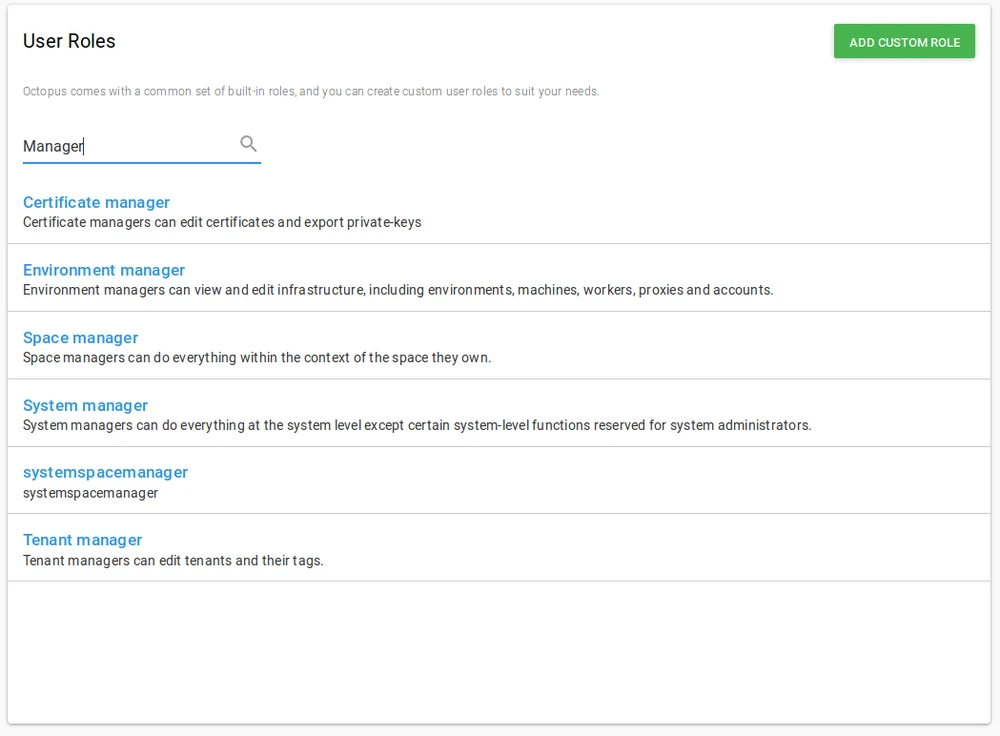 User Roles
ADD CUSTOM ROLE
Octopus comes with a common set of built-in roles, and you can create custom user roles to suit your needs.
Manager
Certificate manager
Certificate managers can edit certificates and export private-keys
Environment manager
Environment managers can view and edit infrastructure, including environments, machines, workers, proxies and accounts.
Space manager
Space managers can do everything within the context of the space they own.
System manager
System managers can do everything at the system level except certain system-level functions reserved for system administrators.
systemspacemanager
systemspacemanager
Tenant manager
Tenant managers can edit tenants and their tags.